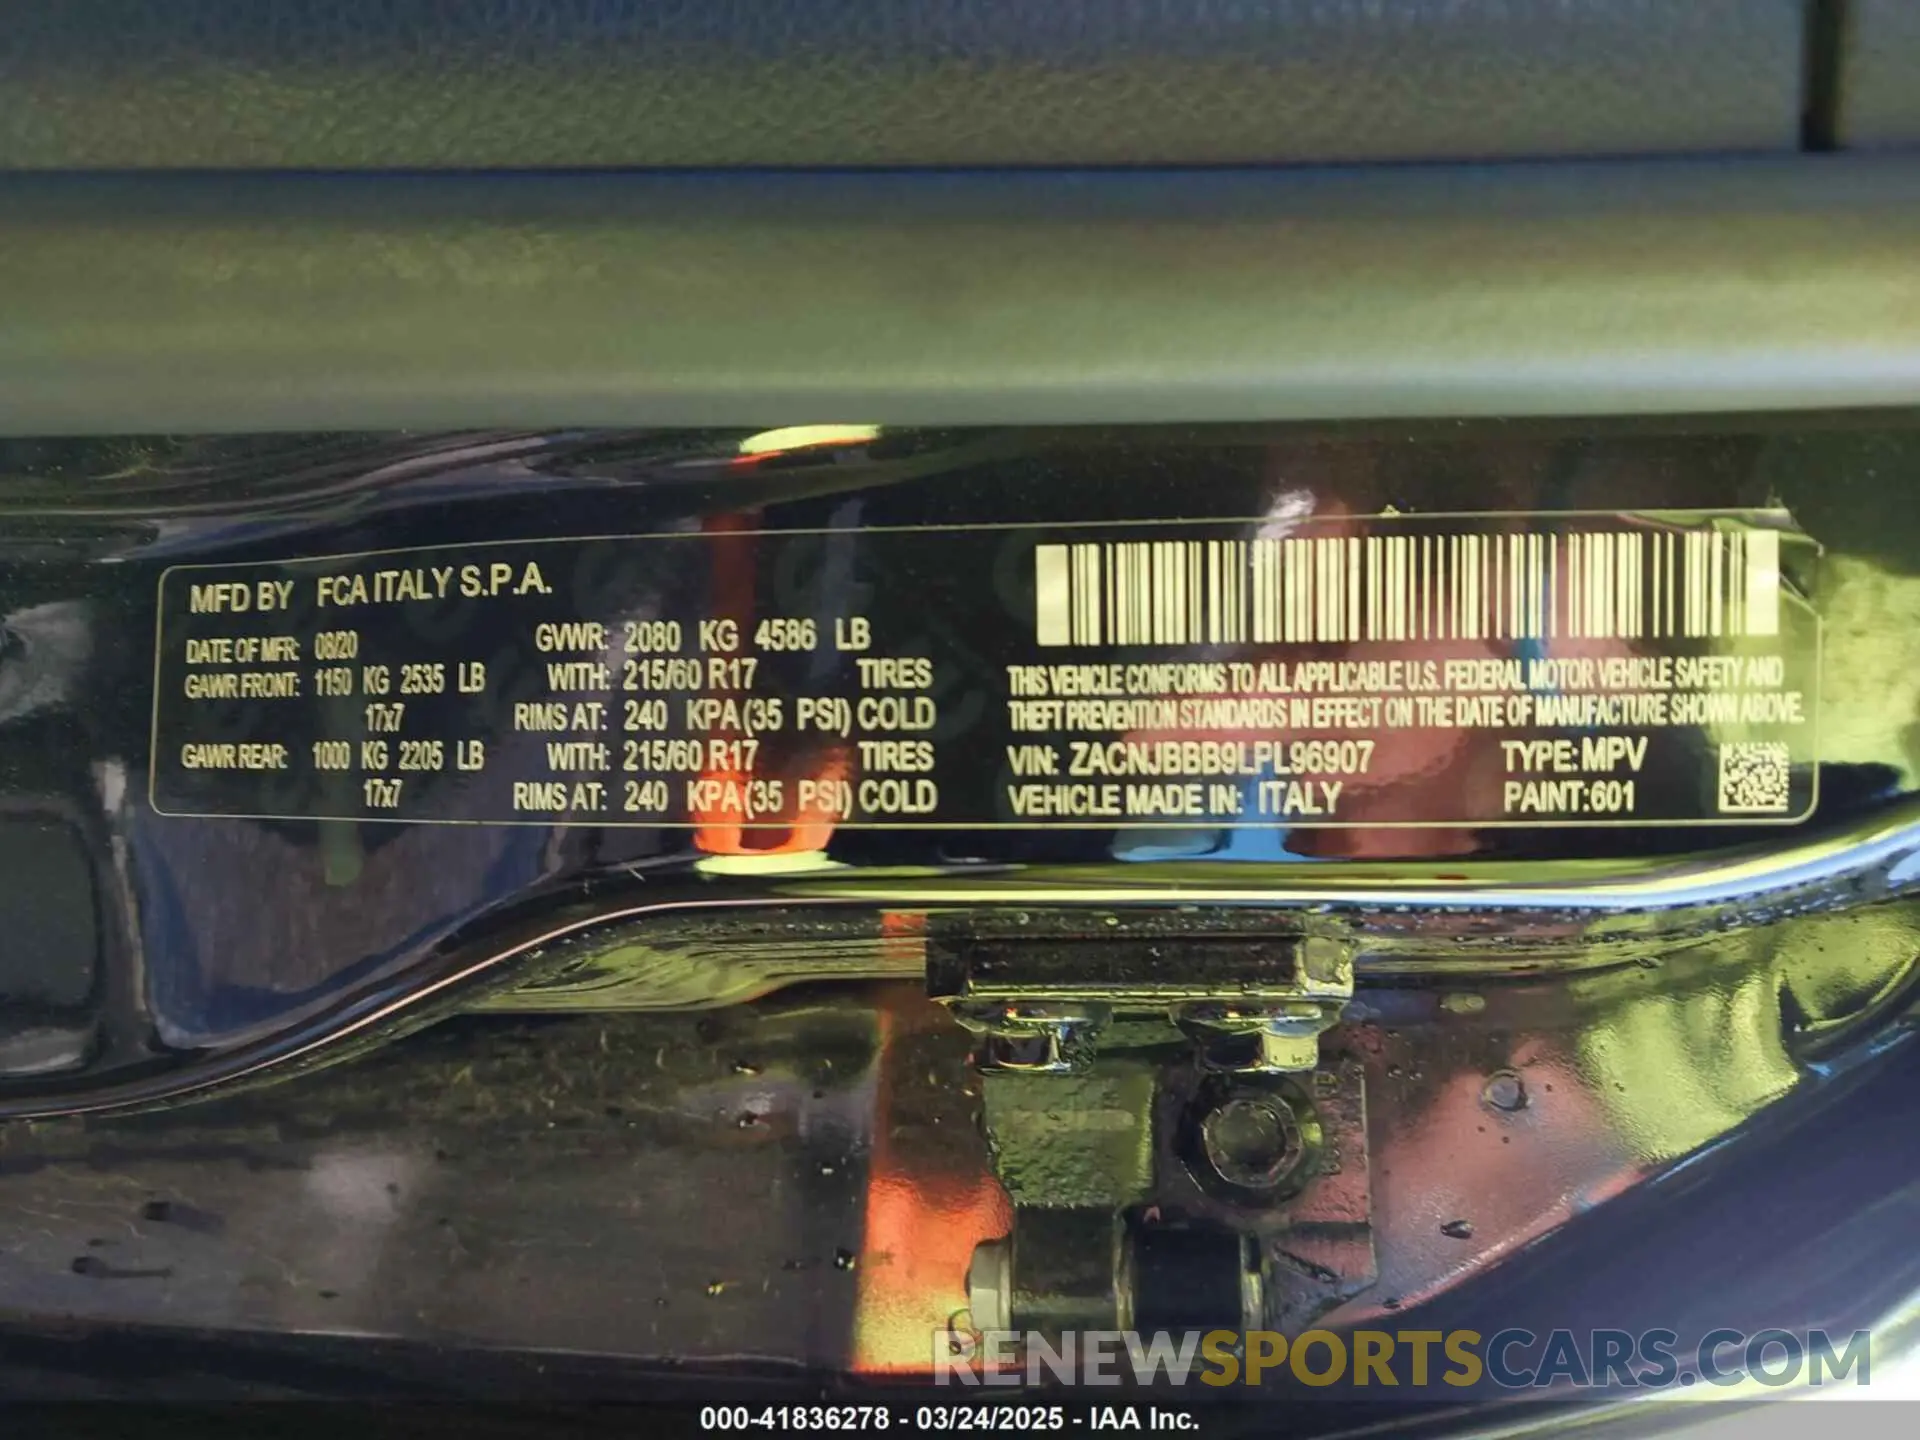 MFD BY FCA ITALY S.P.A.
DATE OF MFR: 08/20 GVWR: 2080 KG 4586 LB
GAWR FRONT: 1150 KG 2535 LB WITH: 215/60 R17 TIRES
17x7 RIMS AT: 240 KPA (35 PSI) COLD
GAWR REAR: 1000 KG 2205 LB WITH: 215/60 R17 TIRES
17x7 RIMS AT: 240 KPA (35 PSI) COLD
THIS VEHICLE CONFORMS TO ALL APPLICABLE U.S. FEDERAL MOTOR VEHICLE SAFETY AND
THEFT PREVENTION STANDARDS IN EFFECT ON THE DATE OF MANUFACTURE SHOWN ABOVE.
VIN: ZACNJBBB9LPL96907 TYPE: MPV
VEHICLE MADE IN: ITALY PAINT: 601
RENEWSPORTSCARS.COM
000-41836278 - 03/24/2025 - IAA Inc.